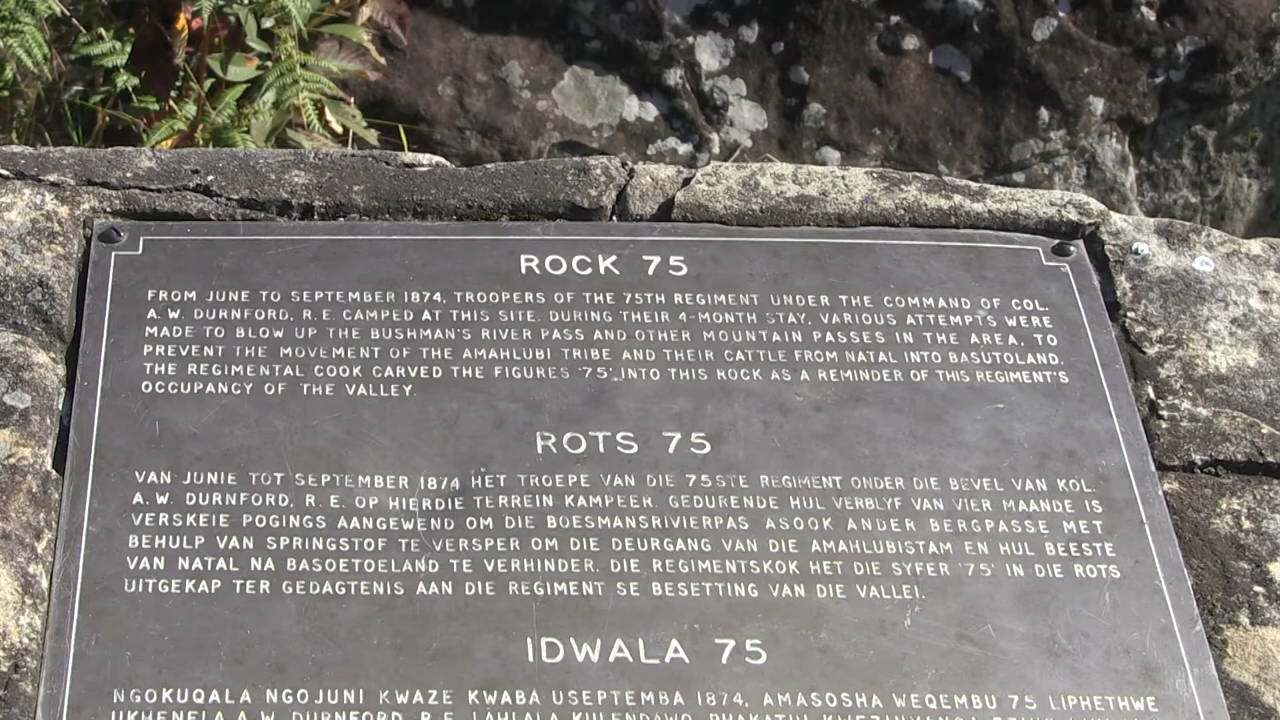 ROCK 75
FROM JUNE TO SEPTEMBER 1874, TROOPERS OF THE 75TH REGIMENT UNDER THE COMMAND OF COL.
A. W. DURNFORD, R. E. CAMPED AT THIS SITE. DURING THEIR 4-MONTH STAY, VARIOUS ATTEMPTS WERE
MADE TO BLOW UP THE BUSHMAN'S RIVER PASS AND OTHER MOUNTAIN PASSES IN THE AREA, TO
PREVENT THE MOVEMENT OF THE AMAHLUBI TRIBE AND THEIR CATTLE FROM NATAL INTO BASUTOLAND.
THE REGIMENTAL COOK CARVED THE FIGURES '75' INTO THIS ROCK AS A REMINDER OF THIS REGIMENT'S
OCCUPANCY OF THE VALLEY.
ROTS 75
VAN JUNIE TOT SEPTEMBER 1874 HET TROEPE VAN DIE 75STE REGIMENT ONDER DIE BEVEL VAN KOL.
A. W. DURNFORD, R. E. OP HIERDIE TERREIN KAMPEER. GEDURENDE HUL VERBLYF VAN VIER MAANDE IS
VERSKEIE POGINGS AANGEWEND OM DIE BOESMANSRIVIERPAS ASOOK ANDER BERGPASSE MET
BEHULP VAN SPRINGSTOF TE VERSPER OM DIE DEURGANG VAN DIE AMAHLUBISTAM EN HUL BEESTE
VAN NATAL NA BASOETOELAND TE VERHINDER. DIE REGIMENTSKOK HET DIE SYFER '75' IN DIE ROTS
UITGEKAP TER GEDAGTENIS AAN DIE REGIMENT SE BESETTING VAN DIE VALLEI.
IDWALA 75
NGOKUQALA NGOJUNI KWAZE KWABA USEPTEMBA 1874, AMASOSHA WEQEMBU 75 LIPHETHWE
UKHENELA A. W. DURNFORD, R. E. LAHLALA KULENDAWO.